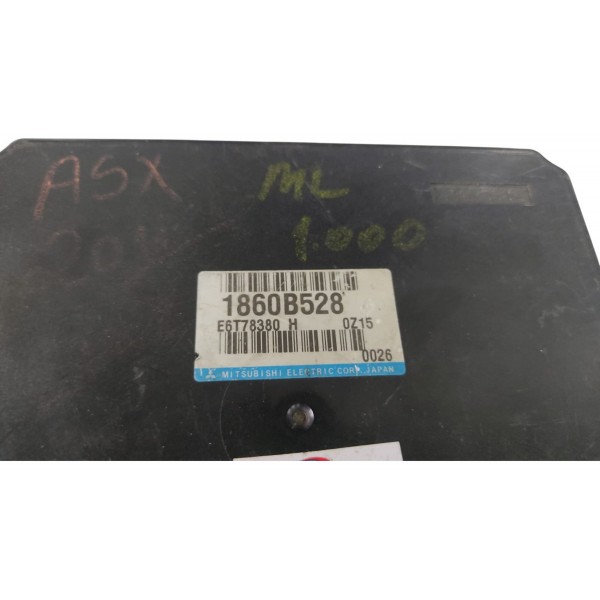 ASX ML
1.000
1860B528
E6T78380 H 0Z15
0026
MITSUBISHI ELECTRIC CORP. JAPAN